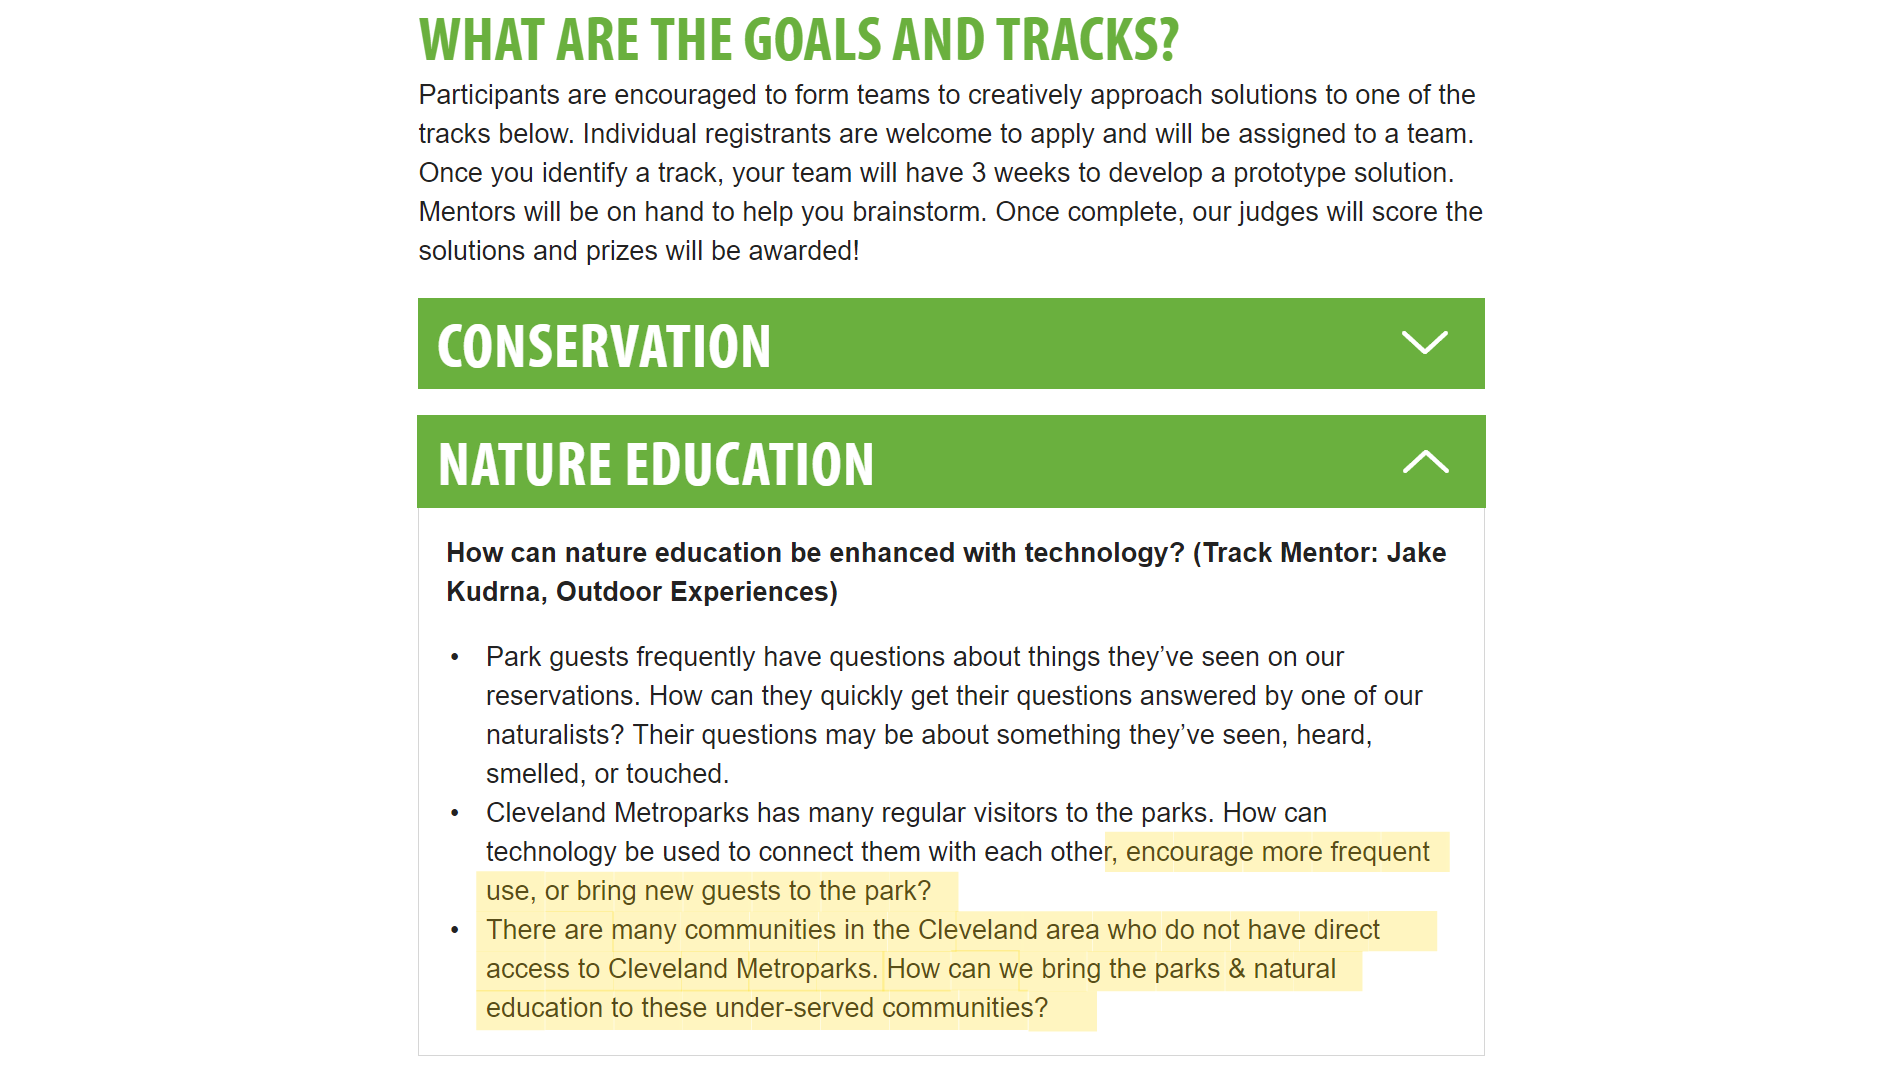 WHAT ARE THE GOALS AND TRACKS?
Participants are encouraged to form teams to creatively approach solutions to one of the
tracks below. Individual registrants are welcome to apply and will be assigned to a team.
Once you identify a track, your team will have 3 weeks to develop a prototype solution.
Mentors will be on hand to help you brainstorm. Once complete, our judges will score the
solutions and prizes will be awarded!
CONSERVATION
NATURE EDUCATION
How can nature education be enhanced with technology? (Track Mentor: Jake
Kudrna, Outdoor Experiences)
• Park guests frequently have questions about things they’ve seen on our
reservations. How can they quickly get their questions answered by one of our
naturalists? Their questions may be about something they’ve seen, heard,
smelled, or touched.
• Cleveland Metroparks has many regular visitors to the parks. How can
technology be used to connect them with each other, encourage more frequent
use, or bring new guests to the park?
• There are many communities in the Cleveland area who do not have direct
access to Cleveland Metroparks. How can we bring the parks & natural
education to these under-served communities?